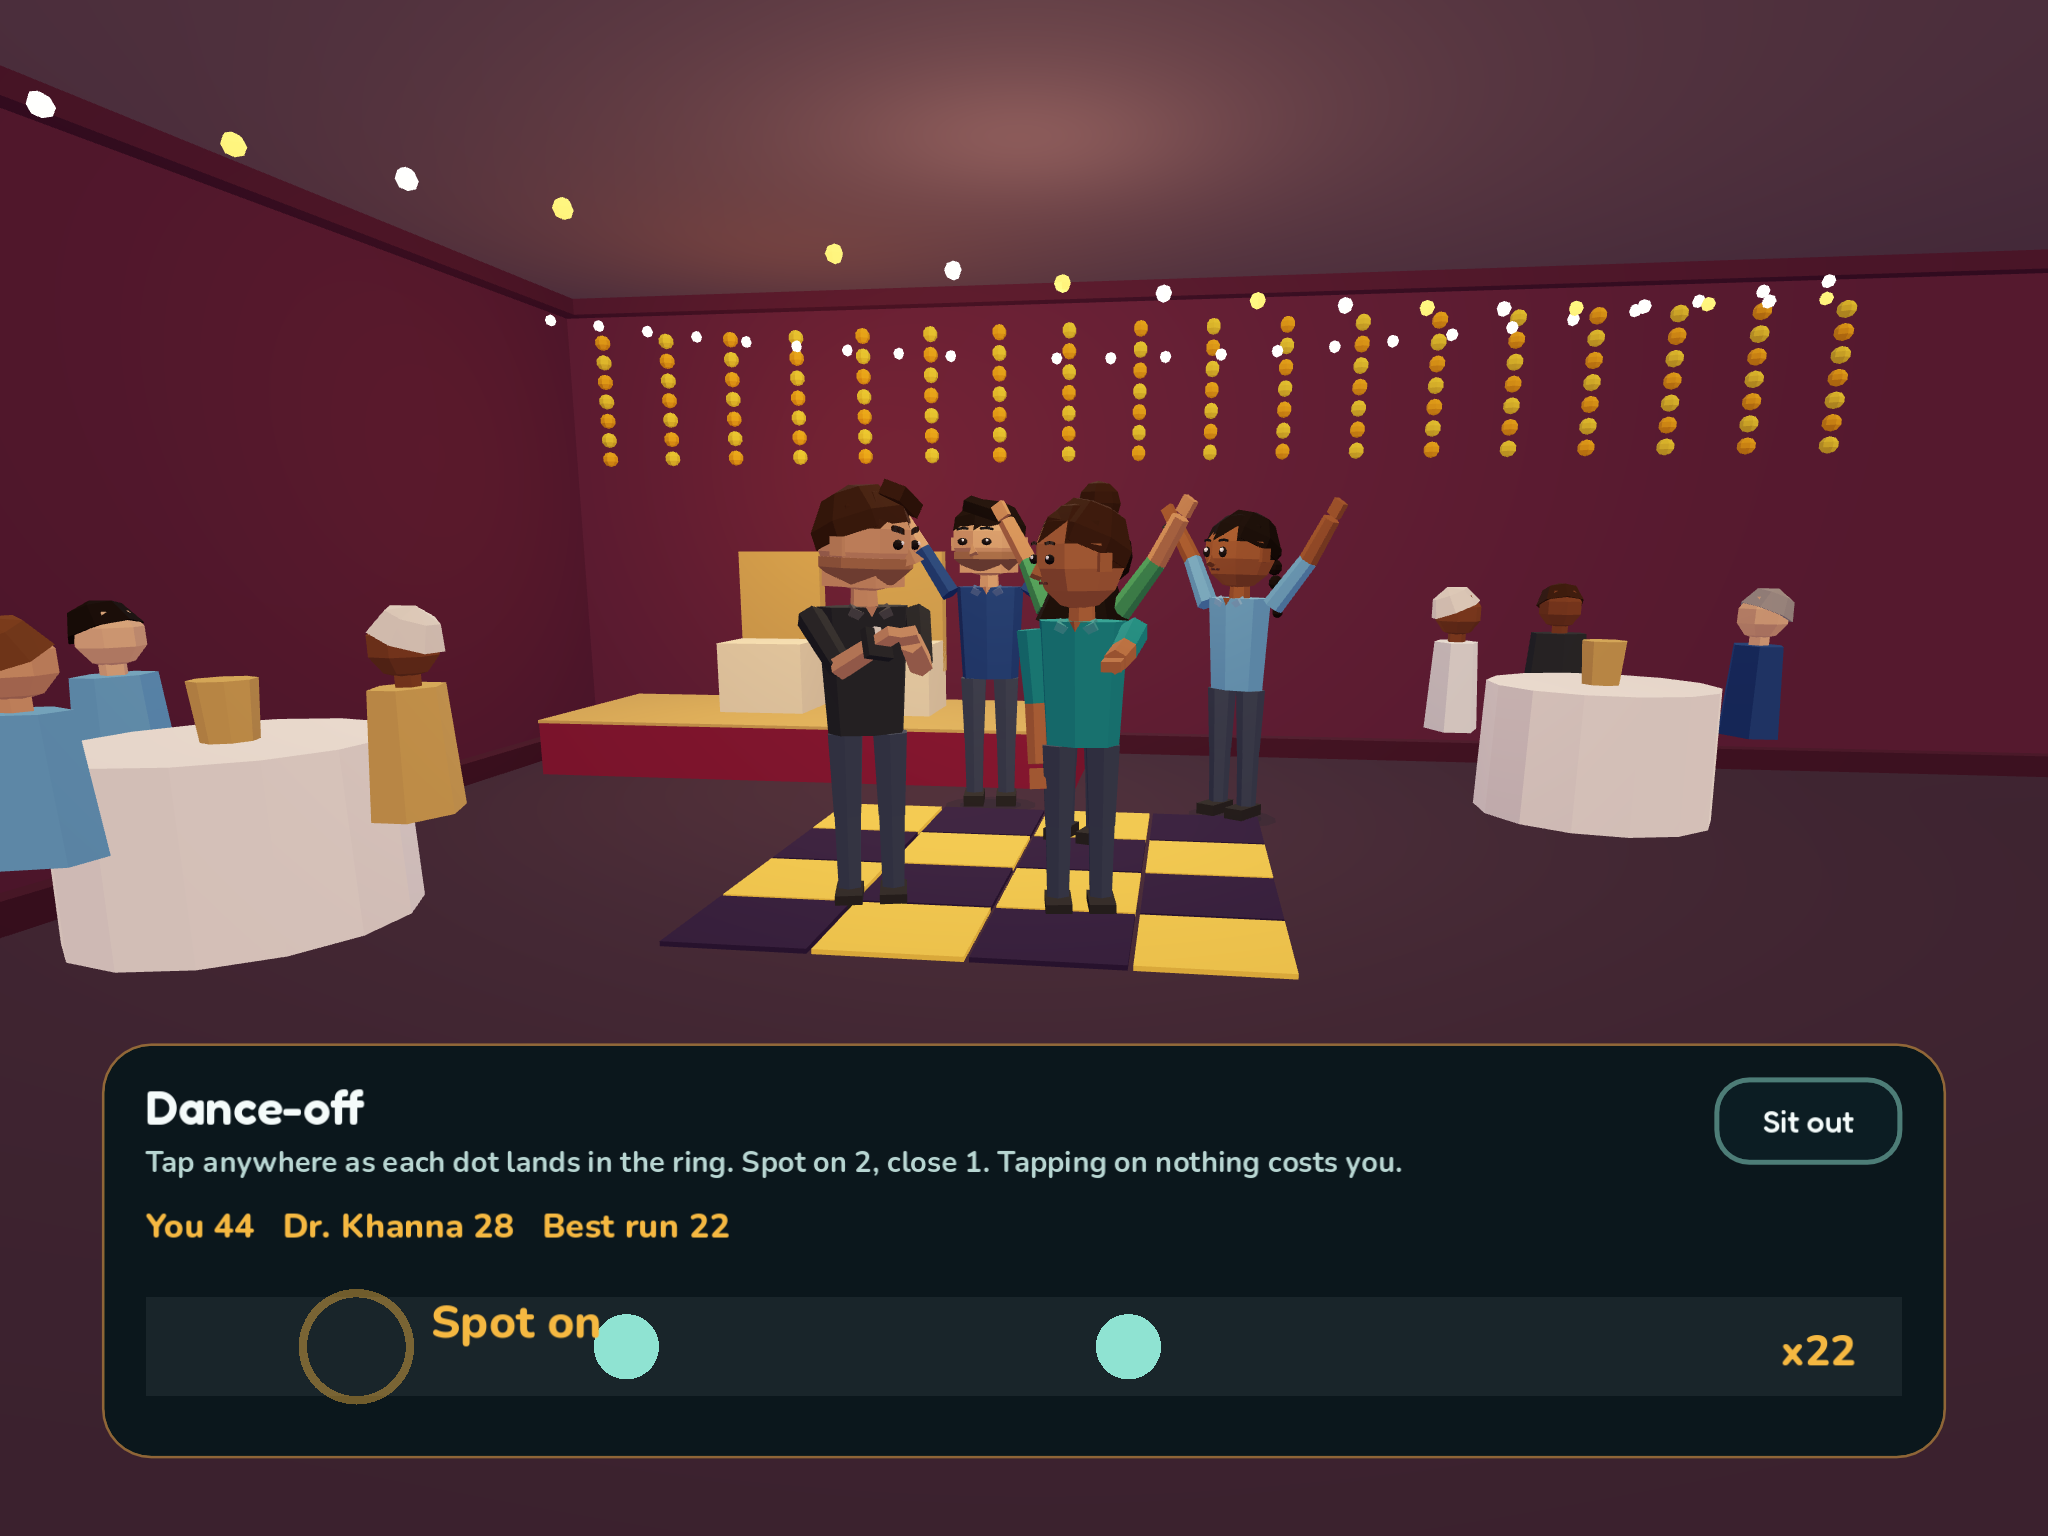 Dance-off
Sit out
Tap anywhere as each dot lands in the ring. Spot on 2, close 1. Tapping on nothing costs you.
You 44 Dr. Khanna 28 Best run 22
Spot on
x22